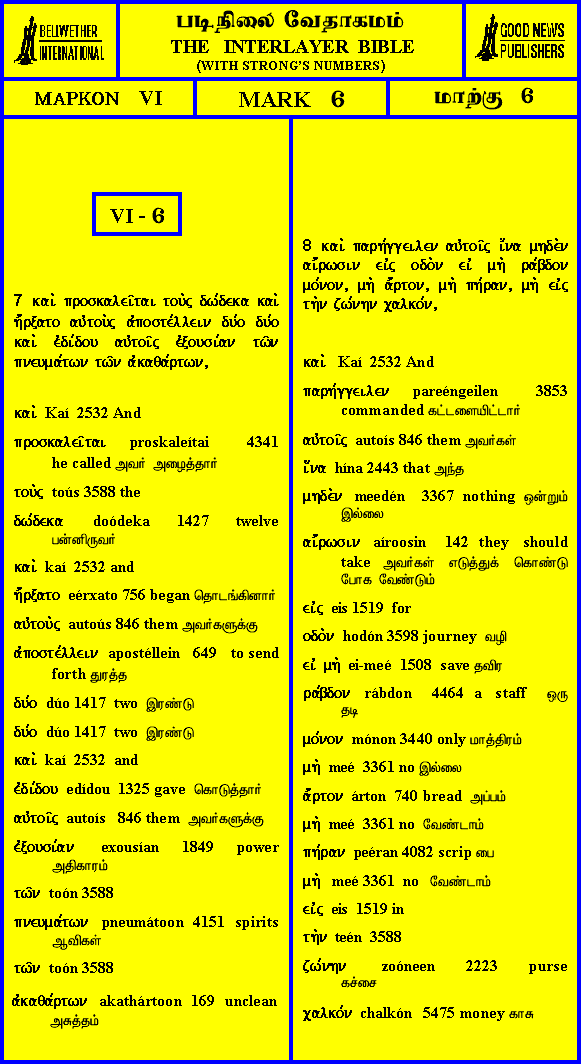 BELLWETHER
INTERNATIONAL
படிநிலை வேதாகமம்
THE INTERLAYER BIBLE
(WITH STRONG'S NUMBERS)
GOOD NEWS
PUBLISHERS
ΜΑΡΚΟΝ VI
MARK 6
மாற்கு 6
VI - 6
7 καὶ προσκαλεῖται τοὺς δώδεκα καὶ
ἤρξατο αὐτοὺς ἀποστέλλειν δύο δύο
καὶ ἐδίδου αὐτοῖς ἐξουσίαν τῶν
πνευμάτων τῶν ἀκαθάρτων,
καὶ Kaí 2532 And
προσκαλεῖται proskaleítai 4341
he called அவர் அழைத்தார்
τοὺς toús 3588 the
δώδεκα doódeka 1427 twelve
பன்னிருவர்
καὶ kaí 2532 and
ἤρξατο eérxato 756 began தொடங்கினார்
αὐτοὺς autoús 846 them அவர்களுக்கு
ἀποστέλλειν apostéllein 649 to send
forth துரத்த
δύο dúo 1417 two இரண்டு
δύο dúo 1417 two இரண்டு
καὶ kaí 2532 and
ἐδίδου edídou 1325 gave கொடுத்தார்
αὐτοῖς autoís 846 them அவர்களுக்கு
ἐξουσίαν exousían 1849 power
அதிகாரம்
τῶν toón 3588
πνευμάτων pneumátoon 4151 spirits
ஆவிகள்
τῶν toón 3588
ἀκαθάρτων akathártoon 169 unclean
அசுத்தம்
8 καὶ παρήγγειλεν αὐτοῖς ἵνα μηδὲν
αἴρωσιν εἰς ὁδὸν εἰ μὴ ῥάβδον
μόνον, μὴ ἄρτον, μὴ πήραν, μὴ εἰς
τὴν ζώνην χαλκόν,
καὶ Kaí 2532 And
παρήγγειλεν pareéngeilen 3853
commanded கட்டளையிட்டார்
αὐτοῖς autoís 846 them அவர்கள்
ἵνα hína 2443 that அந்த
μηδὲν meedén 3367 nothing ஒன்றும்
இல்லை
αἴρωσιν aíroosin 142 they should
take அவர்கள் எடுத்துக் கொண்டு
போக வேண்டும்
εἰς eis 1519 for
ὁδὸν hodón 3598 journey வழி
εἰ μὴ ei-meé 1508 save தவிர
ῥάβδον rábdon 4464 a staff ஒரு
தடி
μόνον mónon 3440 only மாத்திரம்
μὴ meé 3361 no இல்லை
ἄρτον árton 740 bread அப்பம்
μὴ meé 3361 no வேண்டாம்
πήραν peéran 4082 scrip பை
μὴ meé 3361 no வேண்டாம்
εἰς eis 1519 in
τὴν teén 3588
ζώνην zoóneen 2223 purse
கச்சை
χαλκόν chalkón 5475 money காசு